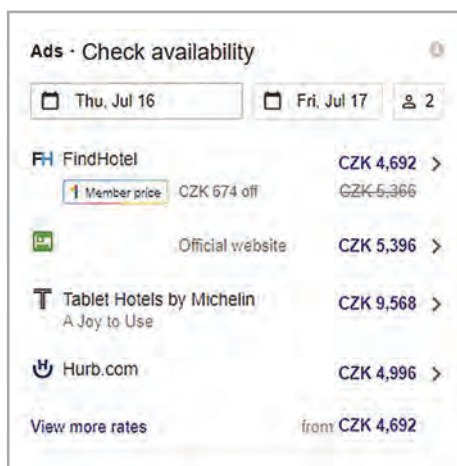 Ads · Check availability
Thu, Jul 16 Fri, Jul 17 2
FH FindHotel CZK 4,692
1 Member price CZK 674 off CZK 5,366
Official website CZK 5,396
T Tablet Hotels by Michelin CZK 9,568
A Joy to Use
H Hurb.com CZK 4,996
View more rates from CZK 4,692